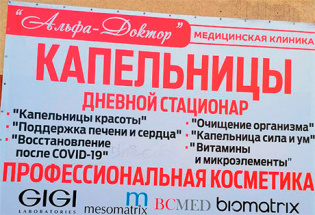 "Альфа-Доктор" МЕДИЦИНСКАЯ КЛИНИКА
КАПЕЛЬНИЦЫ
ДНЕВНОЙ СТАЦИОНАР
"Капельницы красоты"
"Поддержка печени и сердца"
"Восстановление
после COVID-19"
"Очищение организма"
"Капельница сила и ум"
"Витамины
и микроэлементы"
ПРОФЕССИОНАЛЬНАЯ КОСМЕТИКА
GIGI
LABORATORIES
m
mesomatrix
BCMED
biomatrix